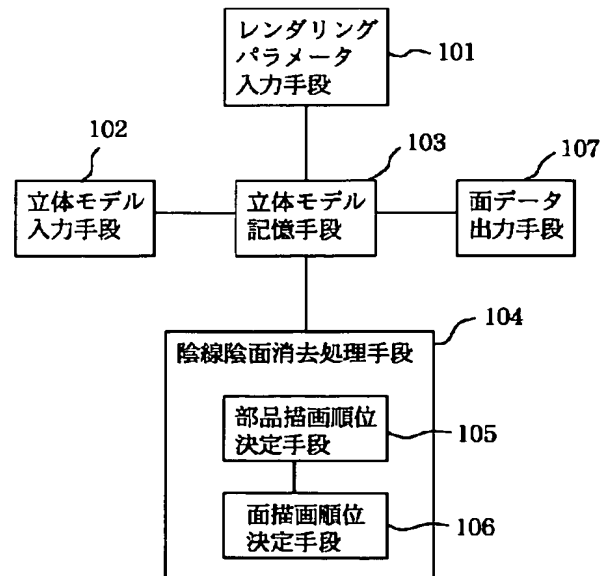 レンダリング
パラメータ
入力手段
101
102
立体モデル
入力手段
103
立体モデル
記憶手段
107
面データ
出力手段
104
陰線陰面消去処理手段
部品描画順位
決定手段
105
面描画順位
決定手段
106